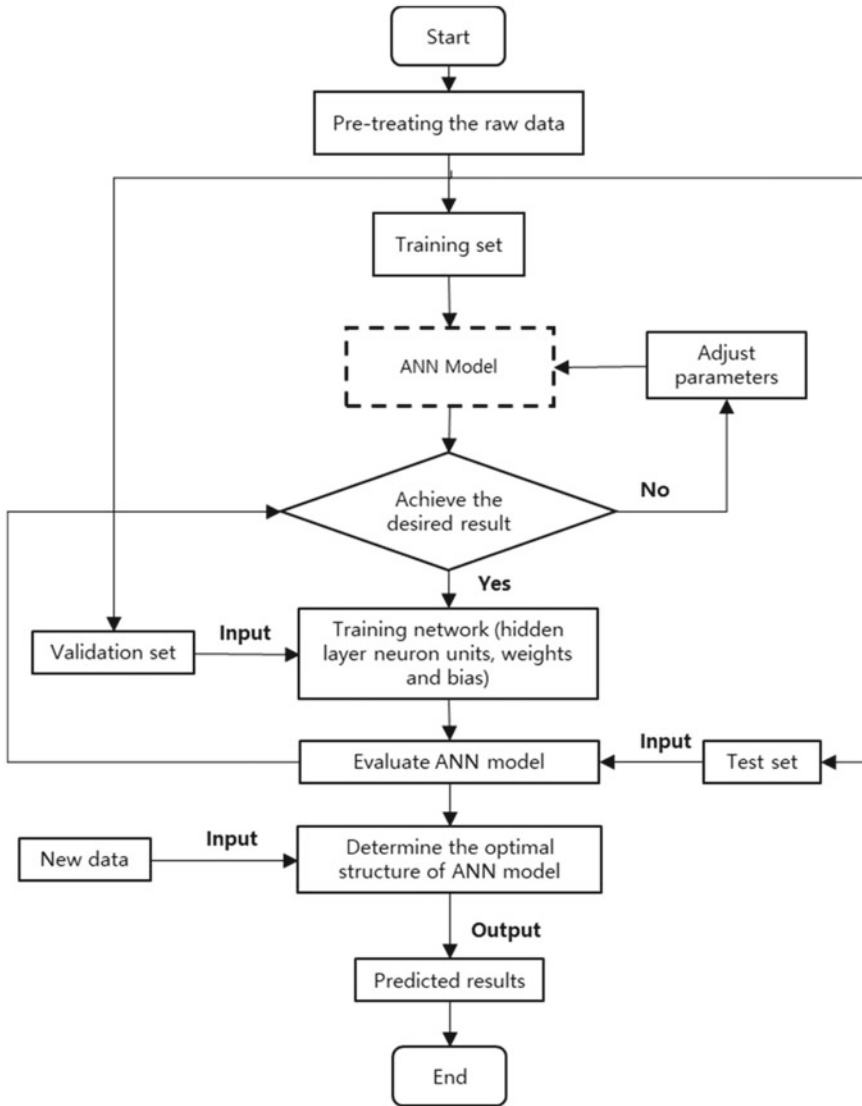 Start
Pre-treating the raw data
Training set
ANN Model
Adjust
parameters
Achieve the
desired result
No
Yes
Validation set
Input
Training network (hidden
layer neuron units, weights
and bias)
Evaluate ANN model
Input
Test set
New data
Input
Determine the optimal
structure of ANN model
Output
Predicted results
End